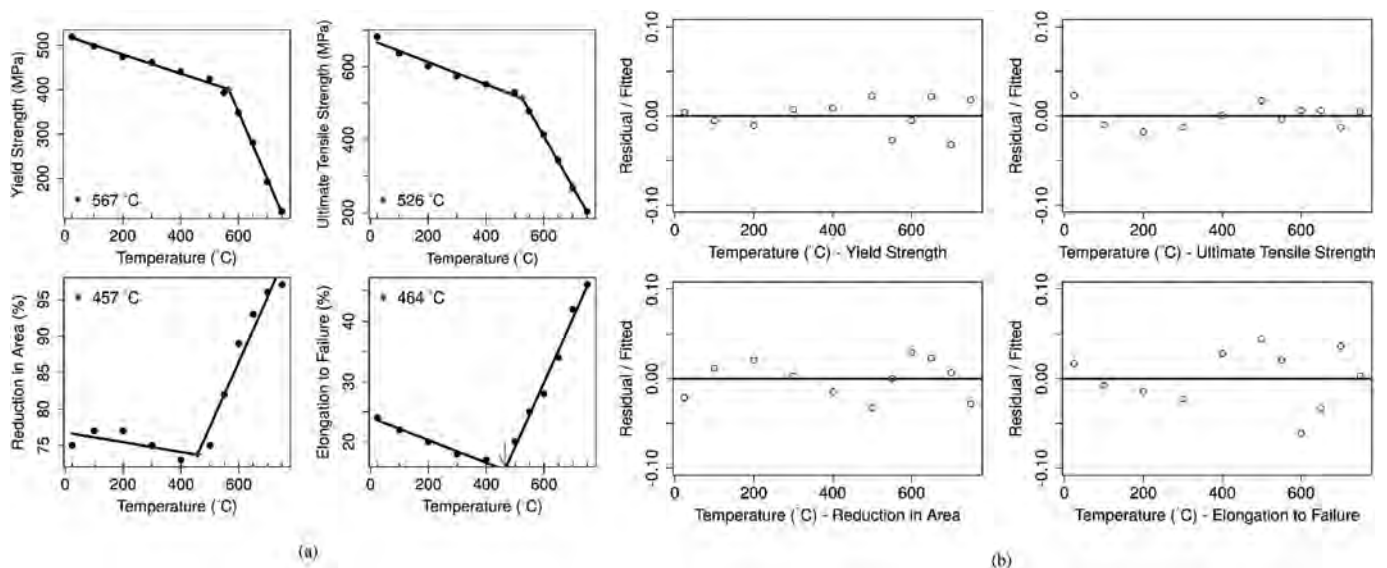 Yield Strength (MPa)
500
400
300
200
567 °C
0 200 400 600
Temperature (°C)
Ultimate Tensile Strength (MPa)
600
400
200
526 °C
0 200 400 600
Temperature (°C)
Reduction in Area (%)
95
90
85
80
75
457 °C
0 200 400 600
Temperature (°C)
Elongation to Failure (%)
40
30
20
464 °C
0 200 400 600
Temperature (°C)
(a)
Residual / Fitted
0.10
0.00
-0.10
0 200 400 600
Temperature (°C) - Yield Strength
Residual / Fitted
0.10
0.00
-0.10
0 200 400 600
Temperature (°C) - Ultimate Tensile Strength
Residual / Fitted
0.10
0.00
-0.10
0 200 400 600
Temperature (°C) - Reduction in Area
Residual / Fitted
0.10
0.00
-0.10
0 200 400 600
Temperature (°C) - Elongation to Failure
(b)